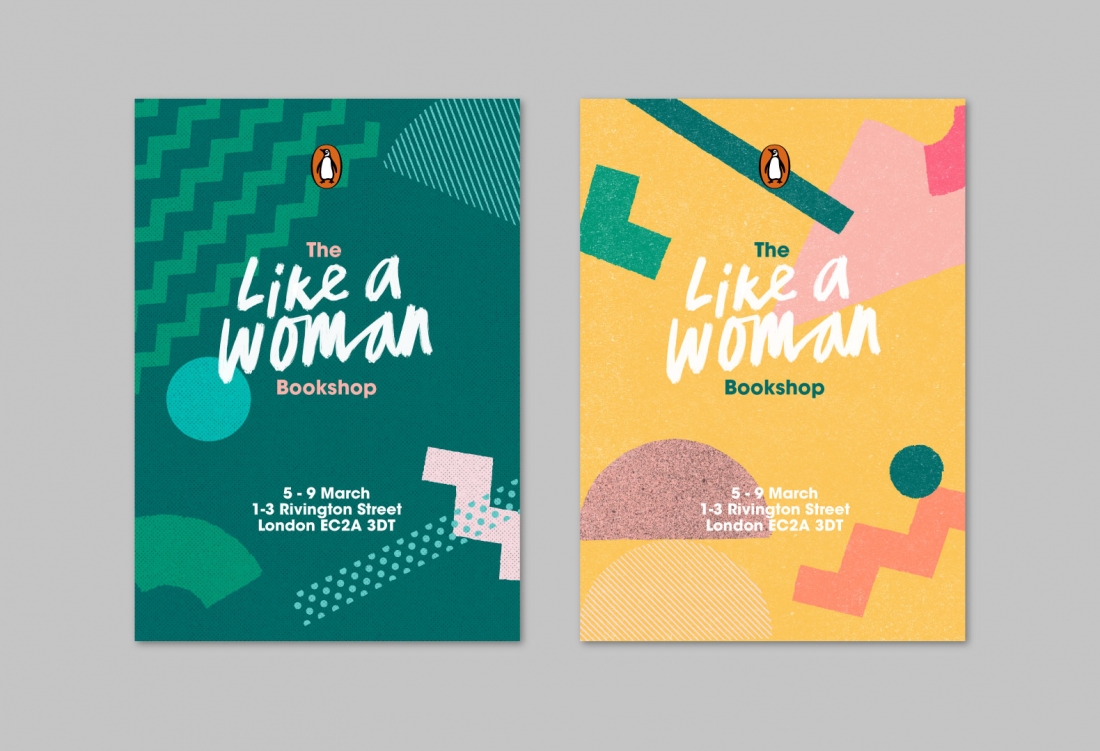 The
Like a
woman
Bookshop
5 - 9 March
1-3 Rivington Street
London EC2A 3DT
The
Like a
woman
Bookshop
5 - 9 March
1-3 Rivington Street
London EC2A 3DT